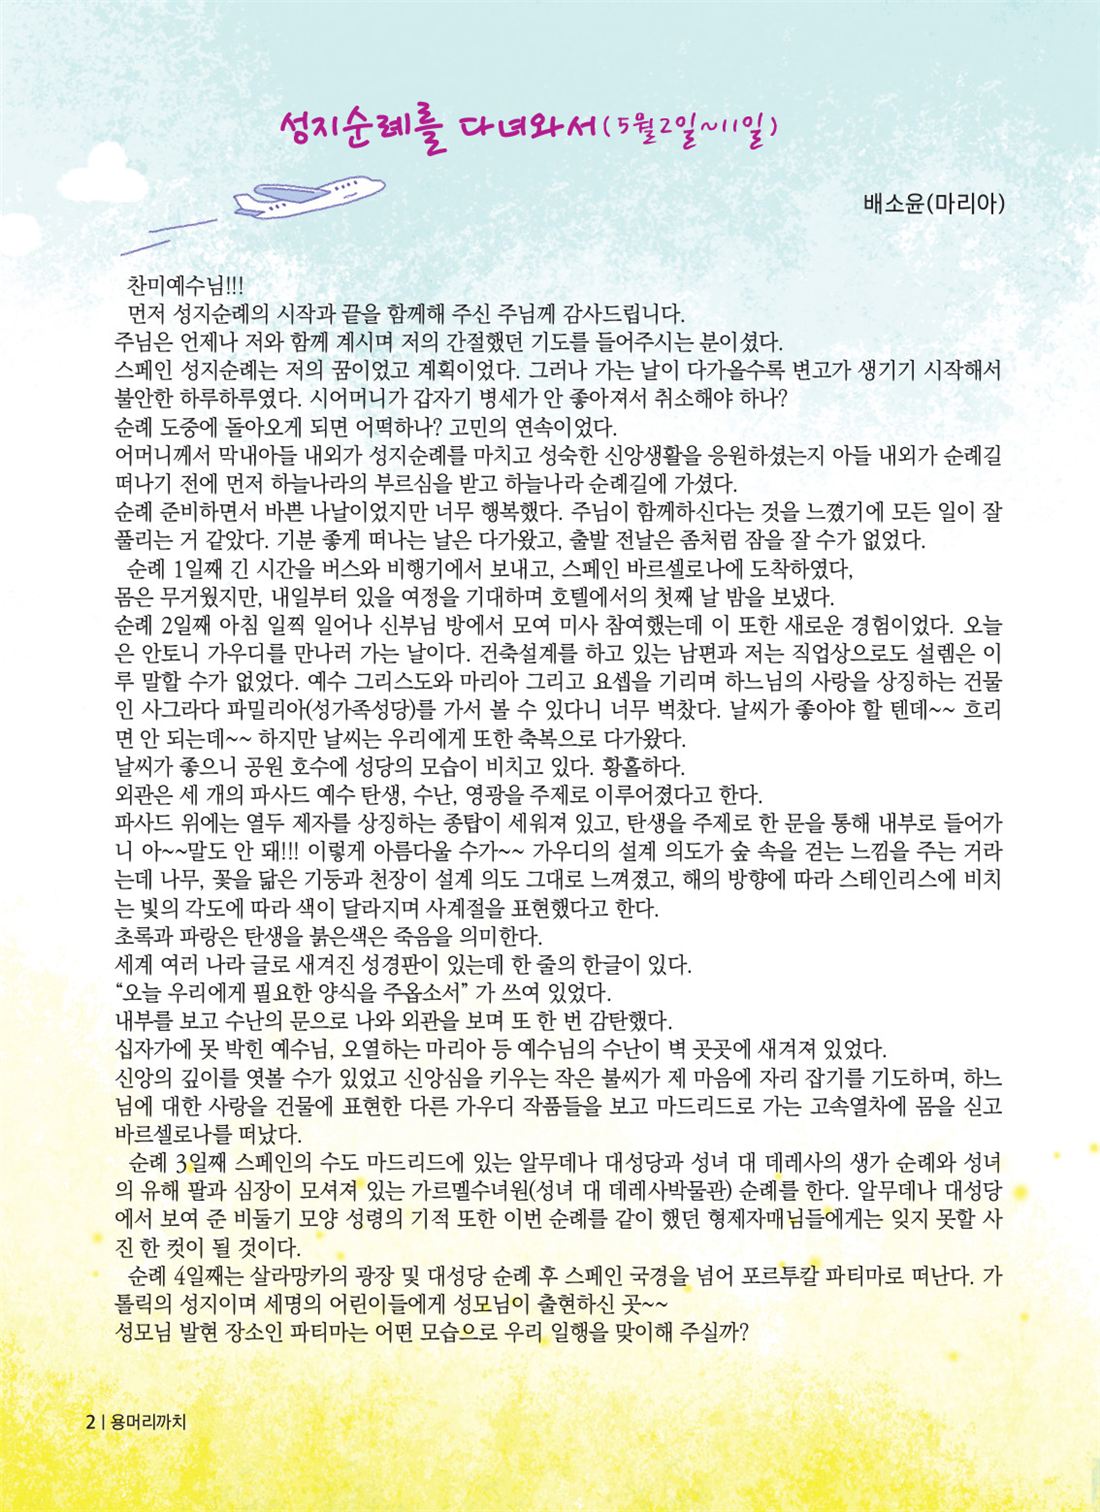 성지순례를 다녀와서(5월2일~11일)
배소윤(마리아)
찬미예수님!!!
먼저 성지순례의 시작과 끝을 함께해 주신 주님께 감사드립니다.
주님은 언제나 저와 함께 계시며 저의 간절했던 기도를 들어주시는 분이셨다.
스페인 성지순례는 저의 꿈이었고 계획이었다. 그러나 가는 날이 다가올수록 변고가 생기기 시작해서
불안한 하루하루였다. 시어머니가 갑자기 병세가 안 좋아져서 취소해야 하나?
순례 도중에 돌아오게 되면 어떡하나? 고민의 연속이었다.
어머니께서 막내아들 내외가 성지순례를 마치고 성숙한 신앙생활을 응원하셨는지 아들 내외가 순례길
떠나기 전에 먼저 하늘나라의 부르심을 받고 하늘나라 순례길에 가셨다.
순례 준비하면서 바쁜 나날이었지만 너무 행복했다. 주님이 함께하신다는 것을 느꼈기에 모든 일이 잘
풀리는 거 같았다. 기분 좋게 떠나는 날은 다가왔고, 출발 전날은 좀처럼 잠을 잘 수가 없었다.
순례 1일째 긴 시간을 버스와 비행기에서 보내고, 스페인 바르셀로나에 도착하였다,
몸은 무거웠지만, 내일부터 있을 여정을 기대하며 호텔에서의 첫째 날 밤을 보냈다.
순례 2일째 아침 일찍 일어나 신부님 방에서 모여 미사 참여했는데 이 또한 새로운 경험이었다. 오늘
은 안토니 가우디를 만나러 가는 날이다. 건축설계를 하고 있는 남편과 저는 직업상으로도 설렘은 이
루 말할 수가 없었다. 예수 그리스도와 마리아 그리고 요셉을 기리며 하느님의 사랑을 상징하는 건물
인 사그라다 파밀리아(성가족성당)를 가서 볼 수 있다니 너무 벅찼다. 날씨가 좋아야 할 텐데~~ 흐리
면 안 되는데~~ 하지만 날씨는 우리에게 또한 축복으로 다가왔다.
날씨가 좋으니 공원 호수에 성당의 모습이 비치고 있다. 황홀하다.
외관은 세 개의 파사드 예수 탄생, 수난, 영광을 주제로 이루어졌다고 한다.
파사드 위에는 열두 제자를 상징하는 종탑이 세워져 있고, 탄생을 주제로 한 문을 통해 내부로 들어가
니 아~~말도 안 돼!!! 이렇게 아름다울 수가~~ 가우디의 설계 의도가 숲 속을 걷는 느낌을 주는 거라
는데 나무, 꽃을 닮은 기둥과 천장이 설계 의도 그대로 느껴졌고, 해의 방향에 따라 스테인리스에 비치
는 빛의 각도에 따라 색이 달라지며 사계절을 표현했다고 한다.
초록과 파랑은 탄생을 붉은색은 죽음을 의미한다.
세계 여러 나라 글로 새겨진 성경판이 있는데 한 줄의 한글이 있다.
“오늘 우리에게 필요한 양식을 주옵소서” 가 쓰여 있었다.
내부를 보고 수난의 문으로 나와 외관을 보며 또 한 번 감탄했다.
십자가에 못 박힌 예수님, 오열하는 마리아 등 예수님의 수난이 벽 곳곳에 새겨져 있었다.
신앙의 깊이를 엿볼 수가 있었고 신앙심을 키우는 작은 불씨가 제 마음에 자리 잡기를 기도하며, 하느
님에 대한 사랑을 건물에 표현한 다른 가우디 작품들을 보고 마드리드로 가는 고속열차에 몸을 싣고
바르셀로나를 떠났다.
순례 3일째 스페인의 수도 마드리드에 있는 알무데나 대성당과 성녀 대 데레사의 생가 순례와 성녀
의 유해 팔과 심장이 모셔져 있는 가르멜수녀원(성녀 대 데레사박물관) 순례를 한다. 알무데나 대성당
에서 보여 준 비둘기 모양 성령의 기적 또한 이번 순례를 같이 했던 형제자매님들에게는 잊지 못할 사
진 한 컷이 될 것이다.
순례 4일째는 살라망카의 광장 및 대성당 순례 후 스페인 국경을 넘어 포르투칼 파티마로 떠난다. 가
톨릭의 성지이며 세명의 어린이들에게 성모님이 출현하신 곳~~
성모님 발현 장소인 파티마는 어떤 모습으로 우리 일행을 맞이해 주실까?
2 | 용머리까치